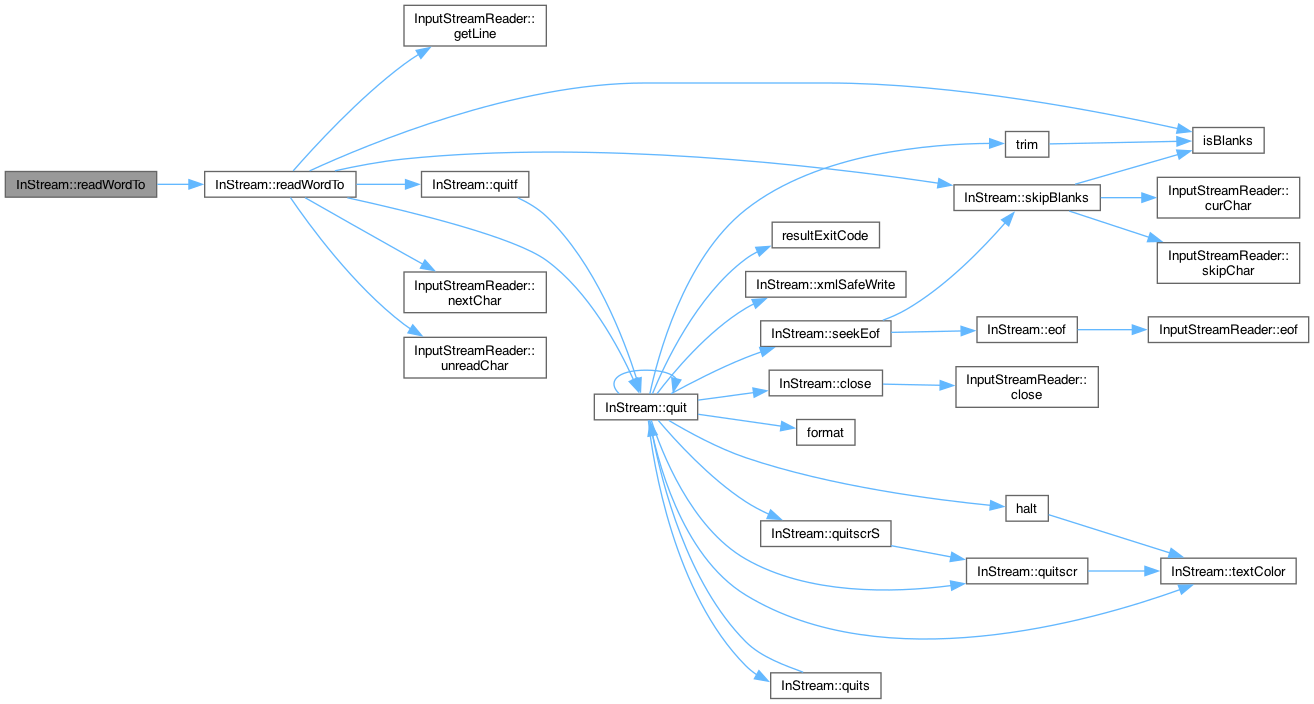 InputStreamReader::
getLine
trim
isBlanks
InStream::readWordTo
InStream::readWordTo
InStream::quitf
InStream::skipBlanks
InputStreamReader::
curChar
resultExitCode
InputStreamReader::
skipChar
InputStreamReader::
nextChar
InStream::xmlSafeWrite
InStream::seekEof
InStream::eof
InputStreamReader::eof
InputStreamReader::
unreadChar
InStream::close
InputStreamReader::
close
InStream::quit
format
halt
InStream::quitscrS
InStream::quitscr
InStream::textColor
InStream::quits